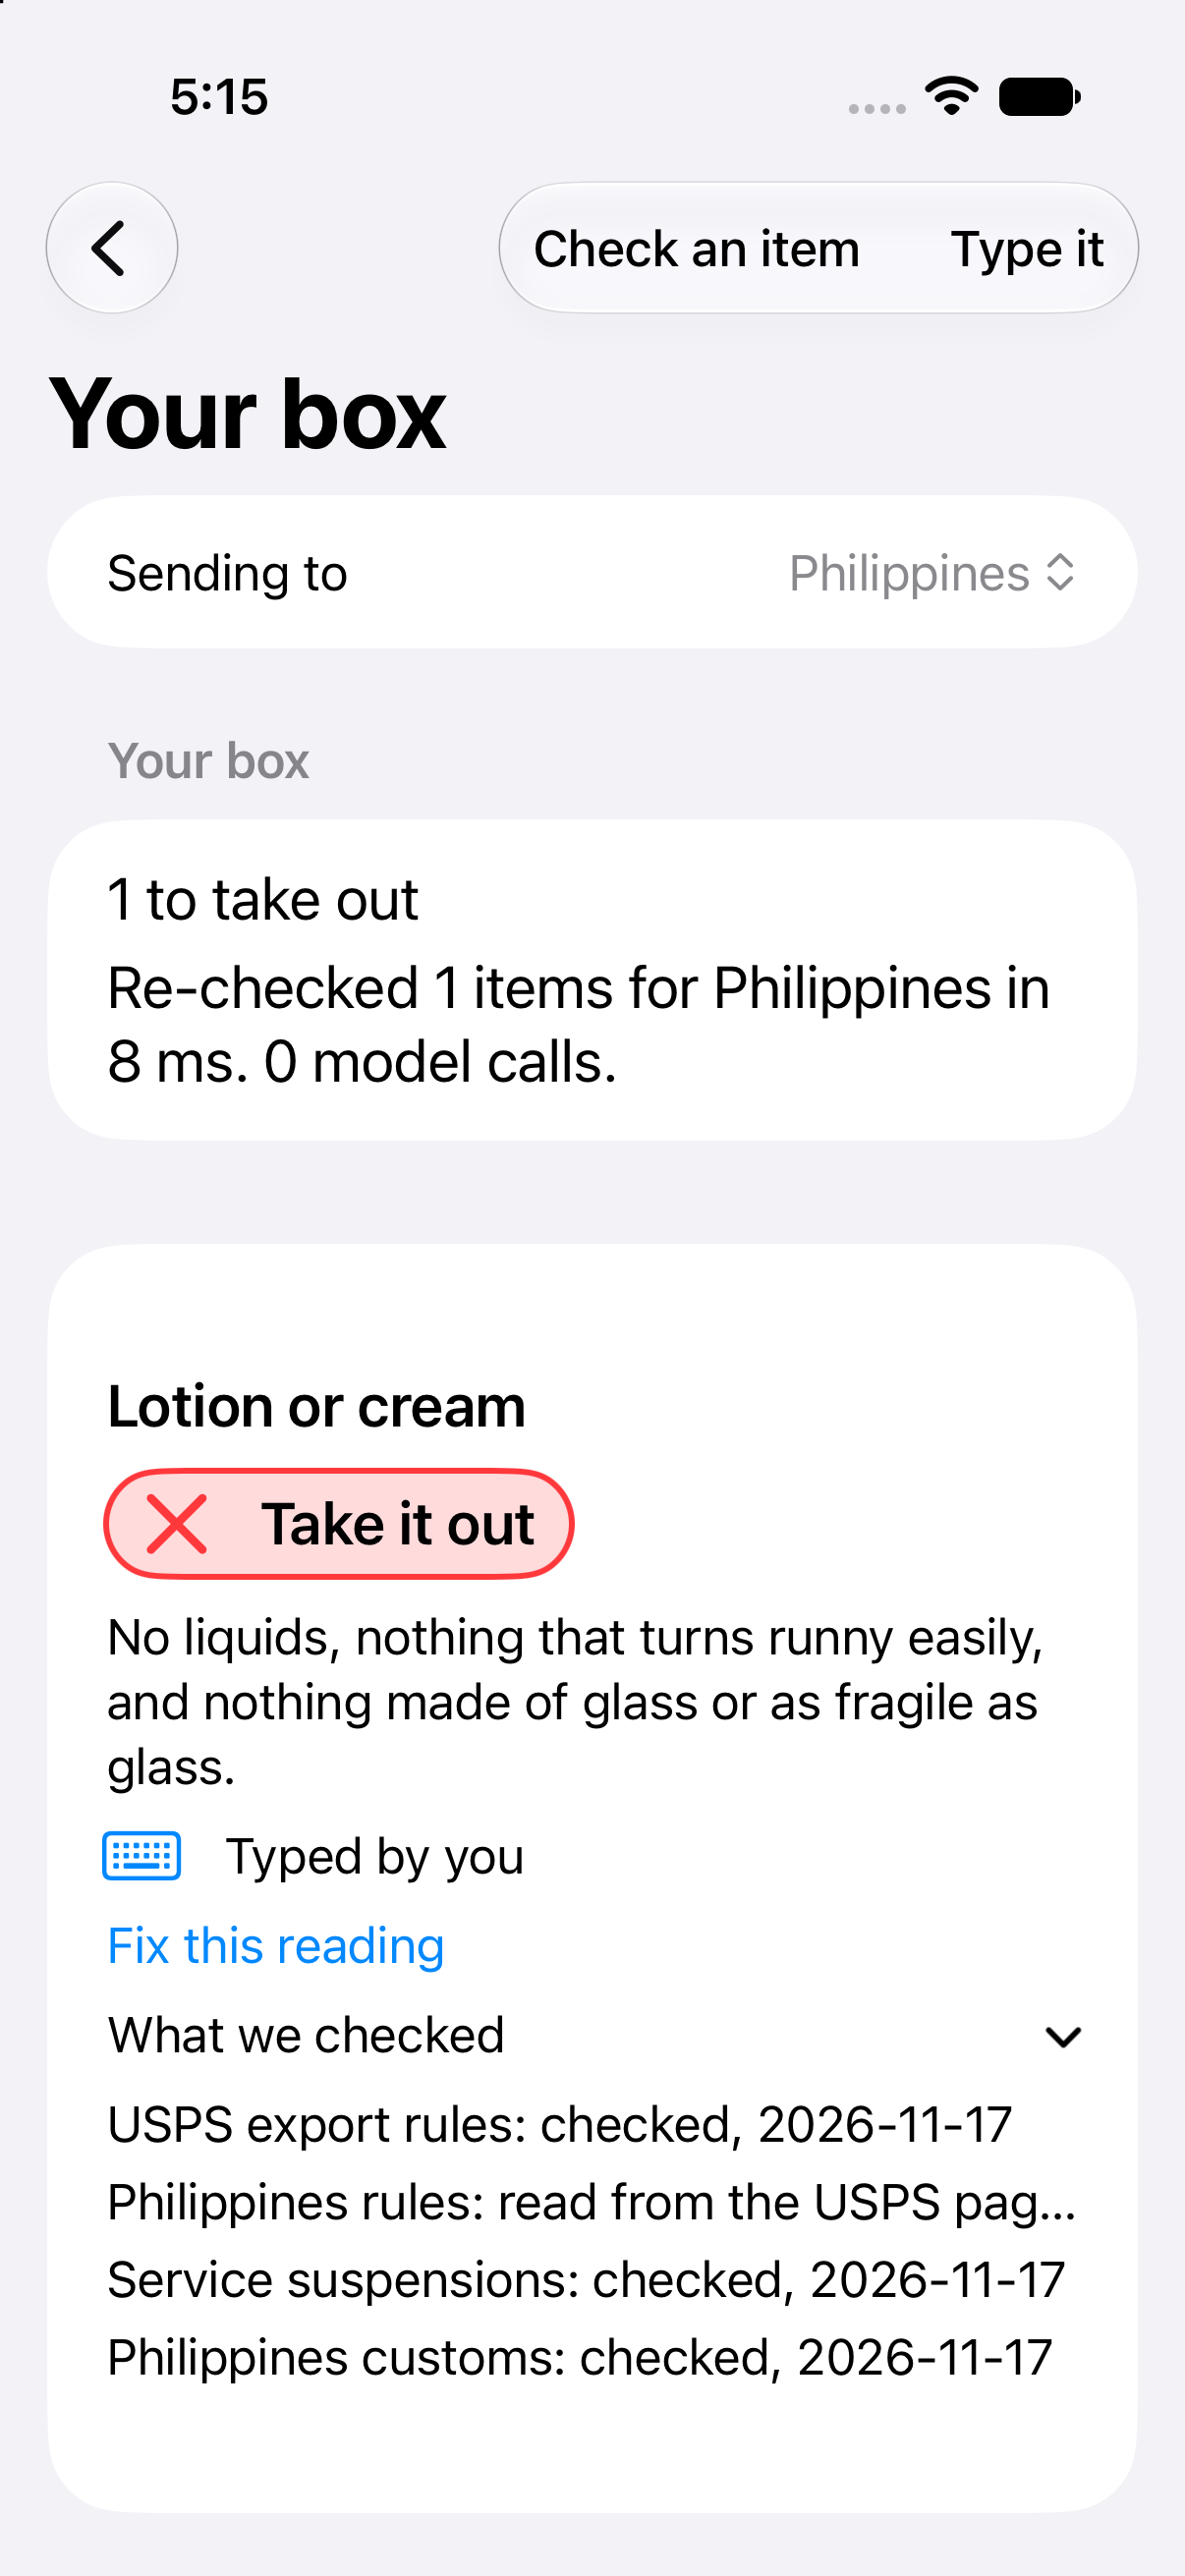 5:15
Check an item Type it
Your box
Sending to Philippines
Your box
1 to take out
Re-checked 1 items for Philippines in
8 ms. 0 model calls.
Lotion or cream
Take it out
No liquids, nothing that turns runny easily,
and nothing made of glass or as fragile as
glass.
Typed by you
Fix this reading
What we checked
USPS export rules: checked, 2026-11-17
Philippines rules: read from the USPS pag...
Service suspensions: checked, 2026-11-17
Philippines customs: checked, 2026-11-17